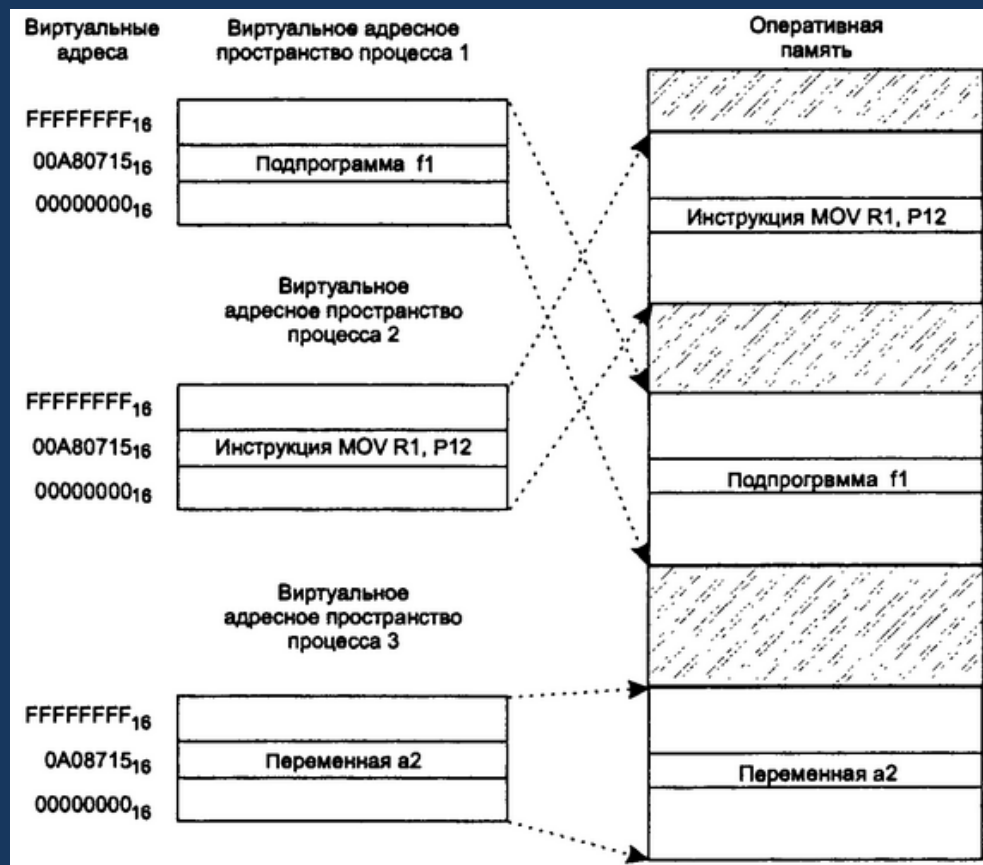 Виртуальные
адреса
Виртуальное адресное
пространство процесса 1
Оперативная
память
FFFFFFFF₁₆
00A80715₁₆
Подпрограмма f1
00000000₁₆
Инструкция MOV R1, P12
Виртуальное
адресное пространство
процесса 2
FFFFFFFF₁₆
00A80715₁₆
Инструкция MOV R1, P12
00000000₁₆
Подпрогрвмма f1
Виртуальное
адресное пространство
процесса 3
FFFFFFFF₁₆
0A08715₁₆
Переменная a2
00000000₁₆
Переменная a2